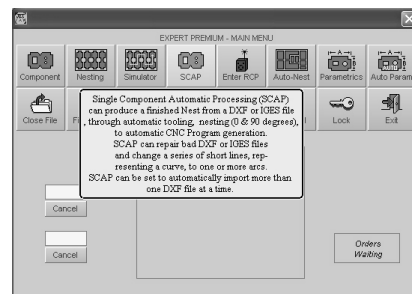 EXPERT PREMIUM - MAIN MENU
Component
Nesting
Simulator
SCAP
Enter RCP
Auto-Nest
Parametrics
Auto Param
Close File
Lock
Exit
Single Component Automatic Processing (SCAP)
can produce a finished Nest from a DXF or IGES file
, through automatic tooling, nesting (0 & 90 degrees),
to automatic CNC Program generation.
SCAP can repair bad DXF or IGES files
and change a series of short lines, rep-
resenting a curve, to one or more arcs.
SCAP can be set to automatically import more than
one DXF file at a time.
Cancel
Cancel
Orders
Waiting